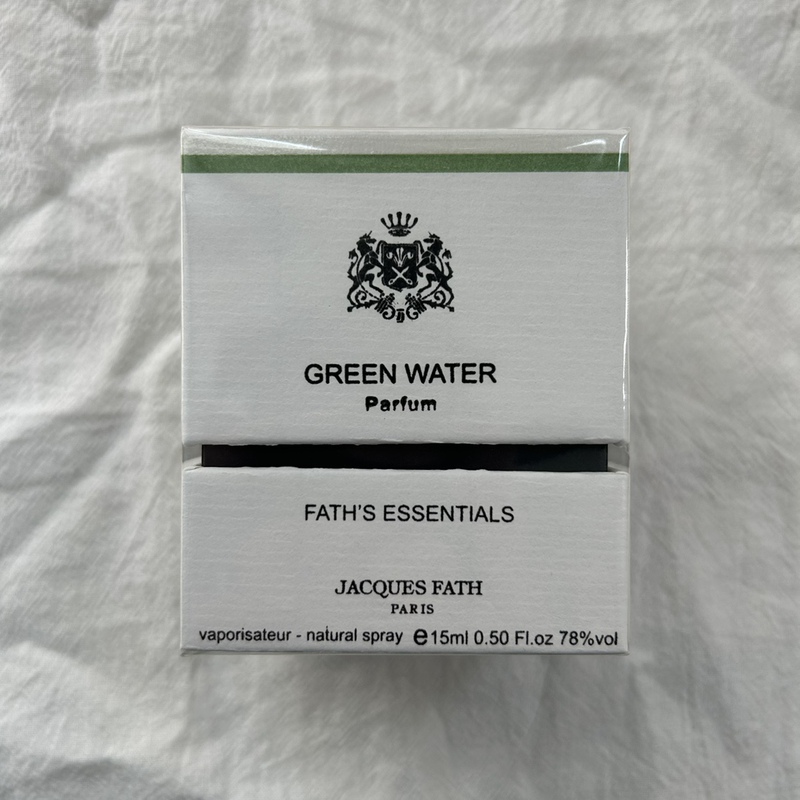 GREEN WATER
Parfum
FATH'S ESSENTIALS
JACQUES FATH
PARIS
vaporisateur - natural spray e 15ml 0.50 Fl.oz 78%vol